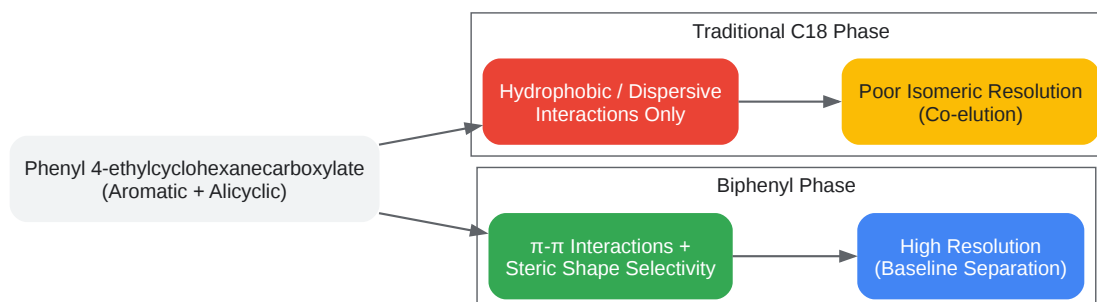 Traditional C18 Phase
Hydrophobic / Dispersive
Interactions Only
Poor Isomeric Resolution
(Co-elution)
Phenyl 4-ethylcyclohexanecarboxylate
(Aromatic + Alicyclic)
Biphenyl Phase
π-π Interactions +
Steric Shape Selectivity
High Resolution
(Baseline Separation)